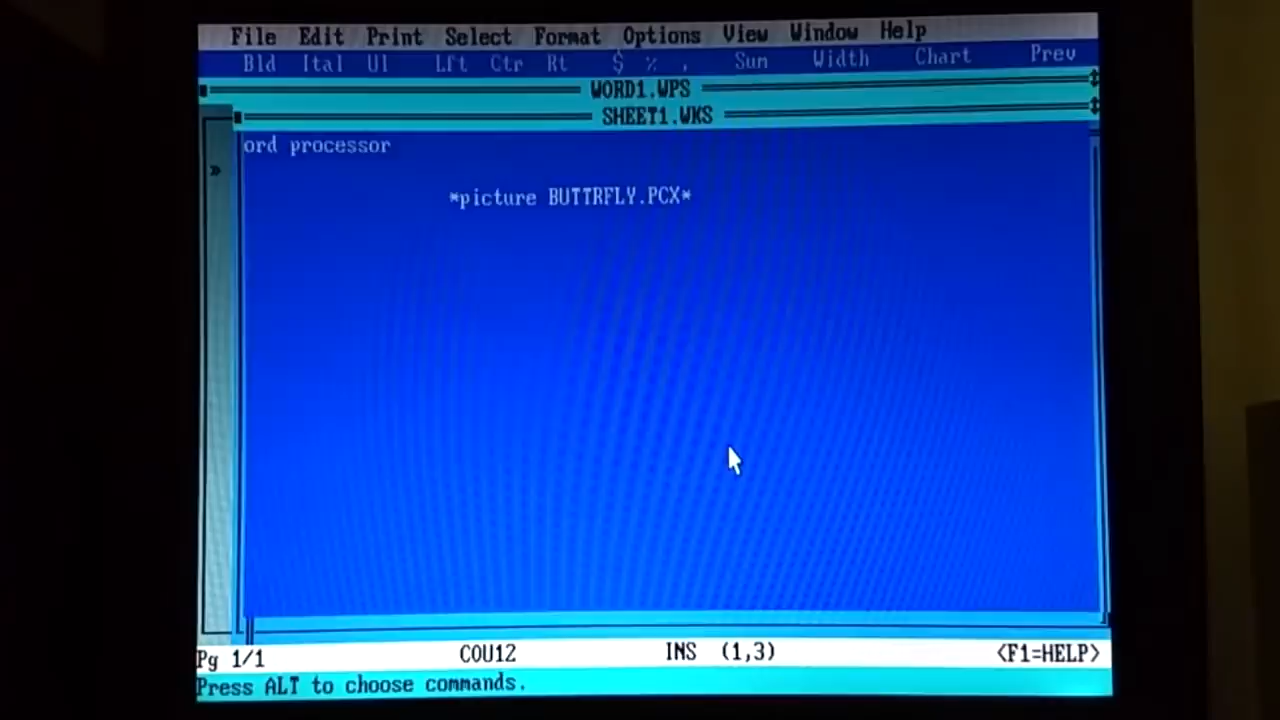 File Edit Print Select Format Options View Window Help
Bld Ital Ul Lft Ctr Rt $ % , Sum Width Chart Prev
WORD1.WPS
SHEET1.WKS
ord processor
»
*picture BUTTRFLY.PCX*
Pg 1/1 COU12 INS (1,3) <F1=HELP>
Press ALT to choose commands.